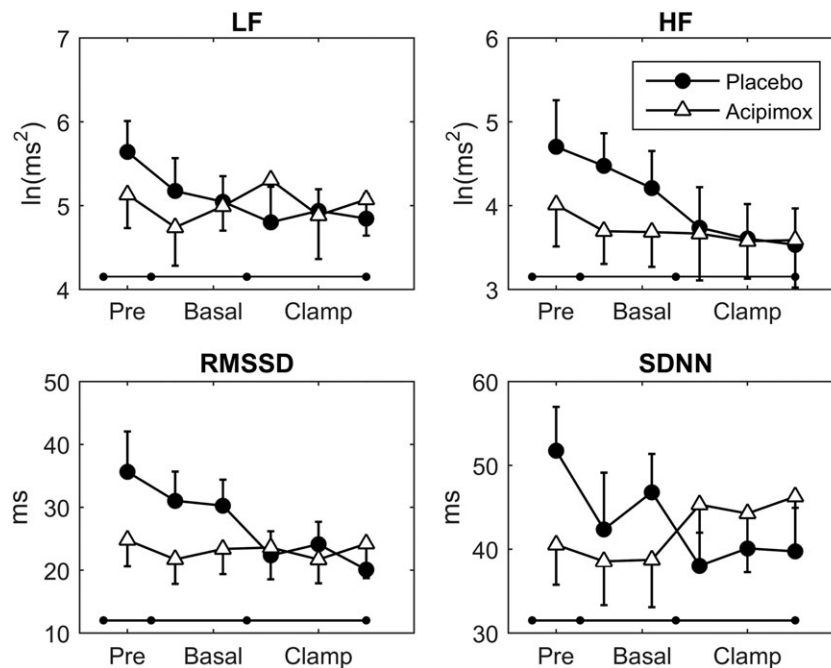 LF
7
6
5
4
ln(ms²)
Pre Basal Clamp
HF
6
5
4
3
ln(ms²)
Placebo
Acipimox
Pre Basal Clamp
RMSSD
50
40
30
20
10
ms
Pre Basal Clamp
SDNN
60
50
40
30
ms
Pre Basal Clamp